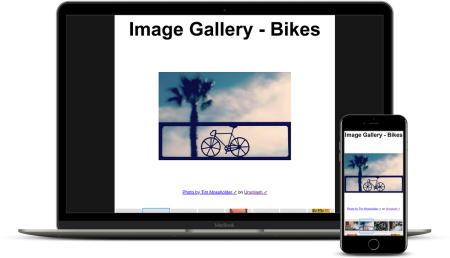 Image Gallery - Bikes
Photo by Tim Mossholder ↗ on Unsplash ↗
MacBook
Image Gallery - Bikes
Photo by Tim Mossholder ↗ on Unsplash ↗